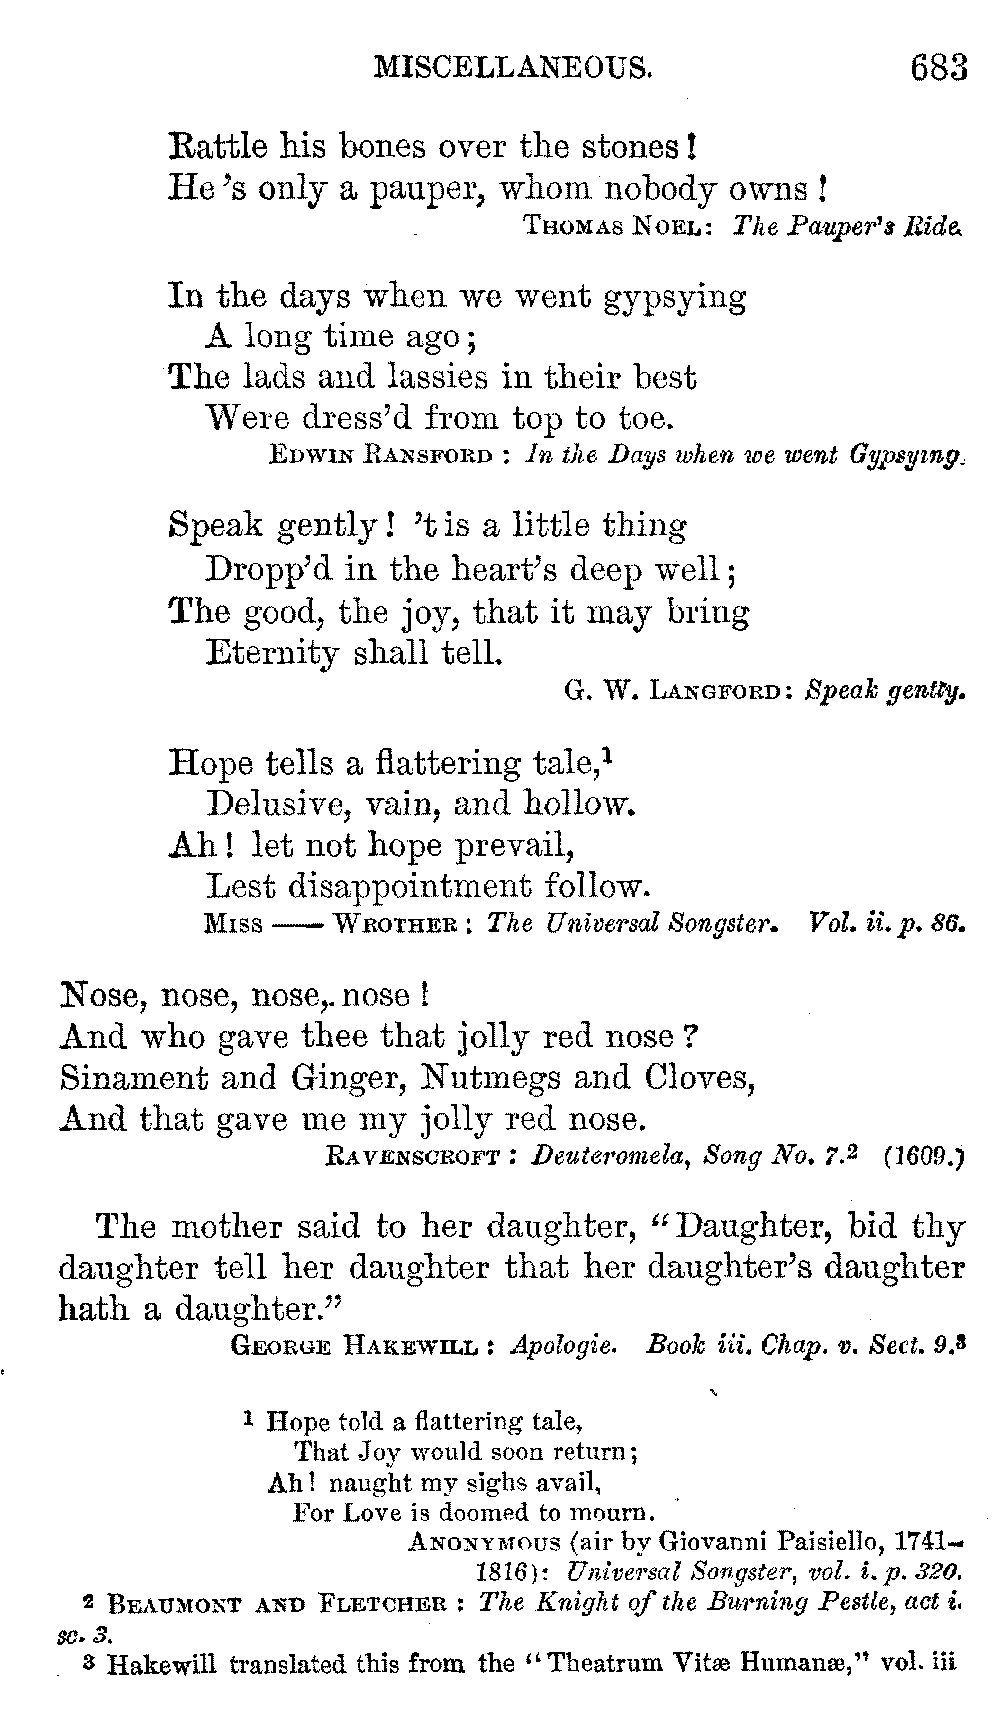 MISCELLANEOUS. 683
Rattle his bones over the stones!
He's only a pauper, whom nobody owns!
THOMAS NOEL: The Pauper's Ride.
In the days when we went gypsying
A long time ago;
The lads and lassies in their best
Were dress'd from top to toe.
EDWIN RANSFORD: In the Days when we went Gypsying.
Speak gently! 't is a little thing
Dropp'd in the heart's deep well;
The good, the joy, that it may bring
Eternity shall tell.
G. W. LANGFORD: Speak gently.
Hope tells a flattering tale,¹
Delusive, vain, and hollow.
Ah! let not hope prevail,
Lest disappointment follow.
MISS —— WROTHER: The Universal Songster. Vol. ii. p. 86.
Nose, nose, nose, nose!
And who gave thee that jolly red nose?
Sinament and Ginger, Nutmegs and Cloves,
And that gave me my jolly red nose.
RAVENSCROFT: Deuteromela, Song No. 7.² (1609.)
The mother said to her daughter, "Daughter, bid thy
daughter tell her daughter that her daughter's daughter
hath a daughter."
GEORGE HAKEWILL: Apologie. Book iii. Chap. v. Sect. 9.³
¹ Hope told a flattering tale,
That Joy would soon return;
Ah! naught my sighs avail,
For Love is doomed to mourn.
ANONYMOUS (air by Giovanni Paisiello, 1741–
1816): Universal Songster, vol. i. p. 320.
² BEAUMONT AND FLETCHER: The Knight of the Burning Pestle, act i.
sc. 3.
³ Hakewill translated this from the "Theatrum Vitæ Humanæ," vol. iii